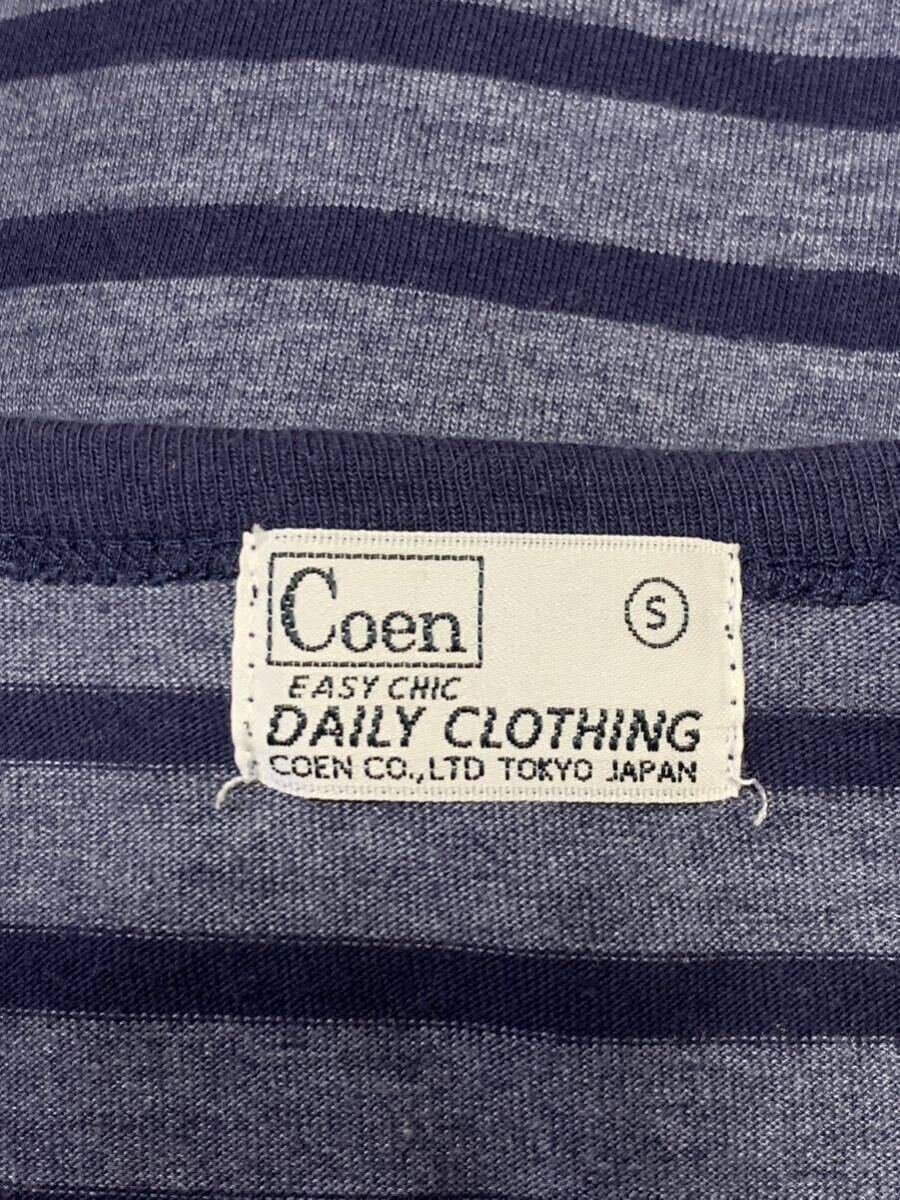 Coen
S
EASY CHIC
DAILY CLOTHING
COEN CO.,LTD TOKYO JAPAN